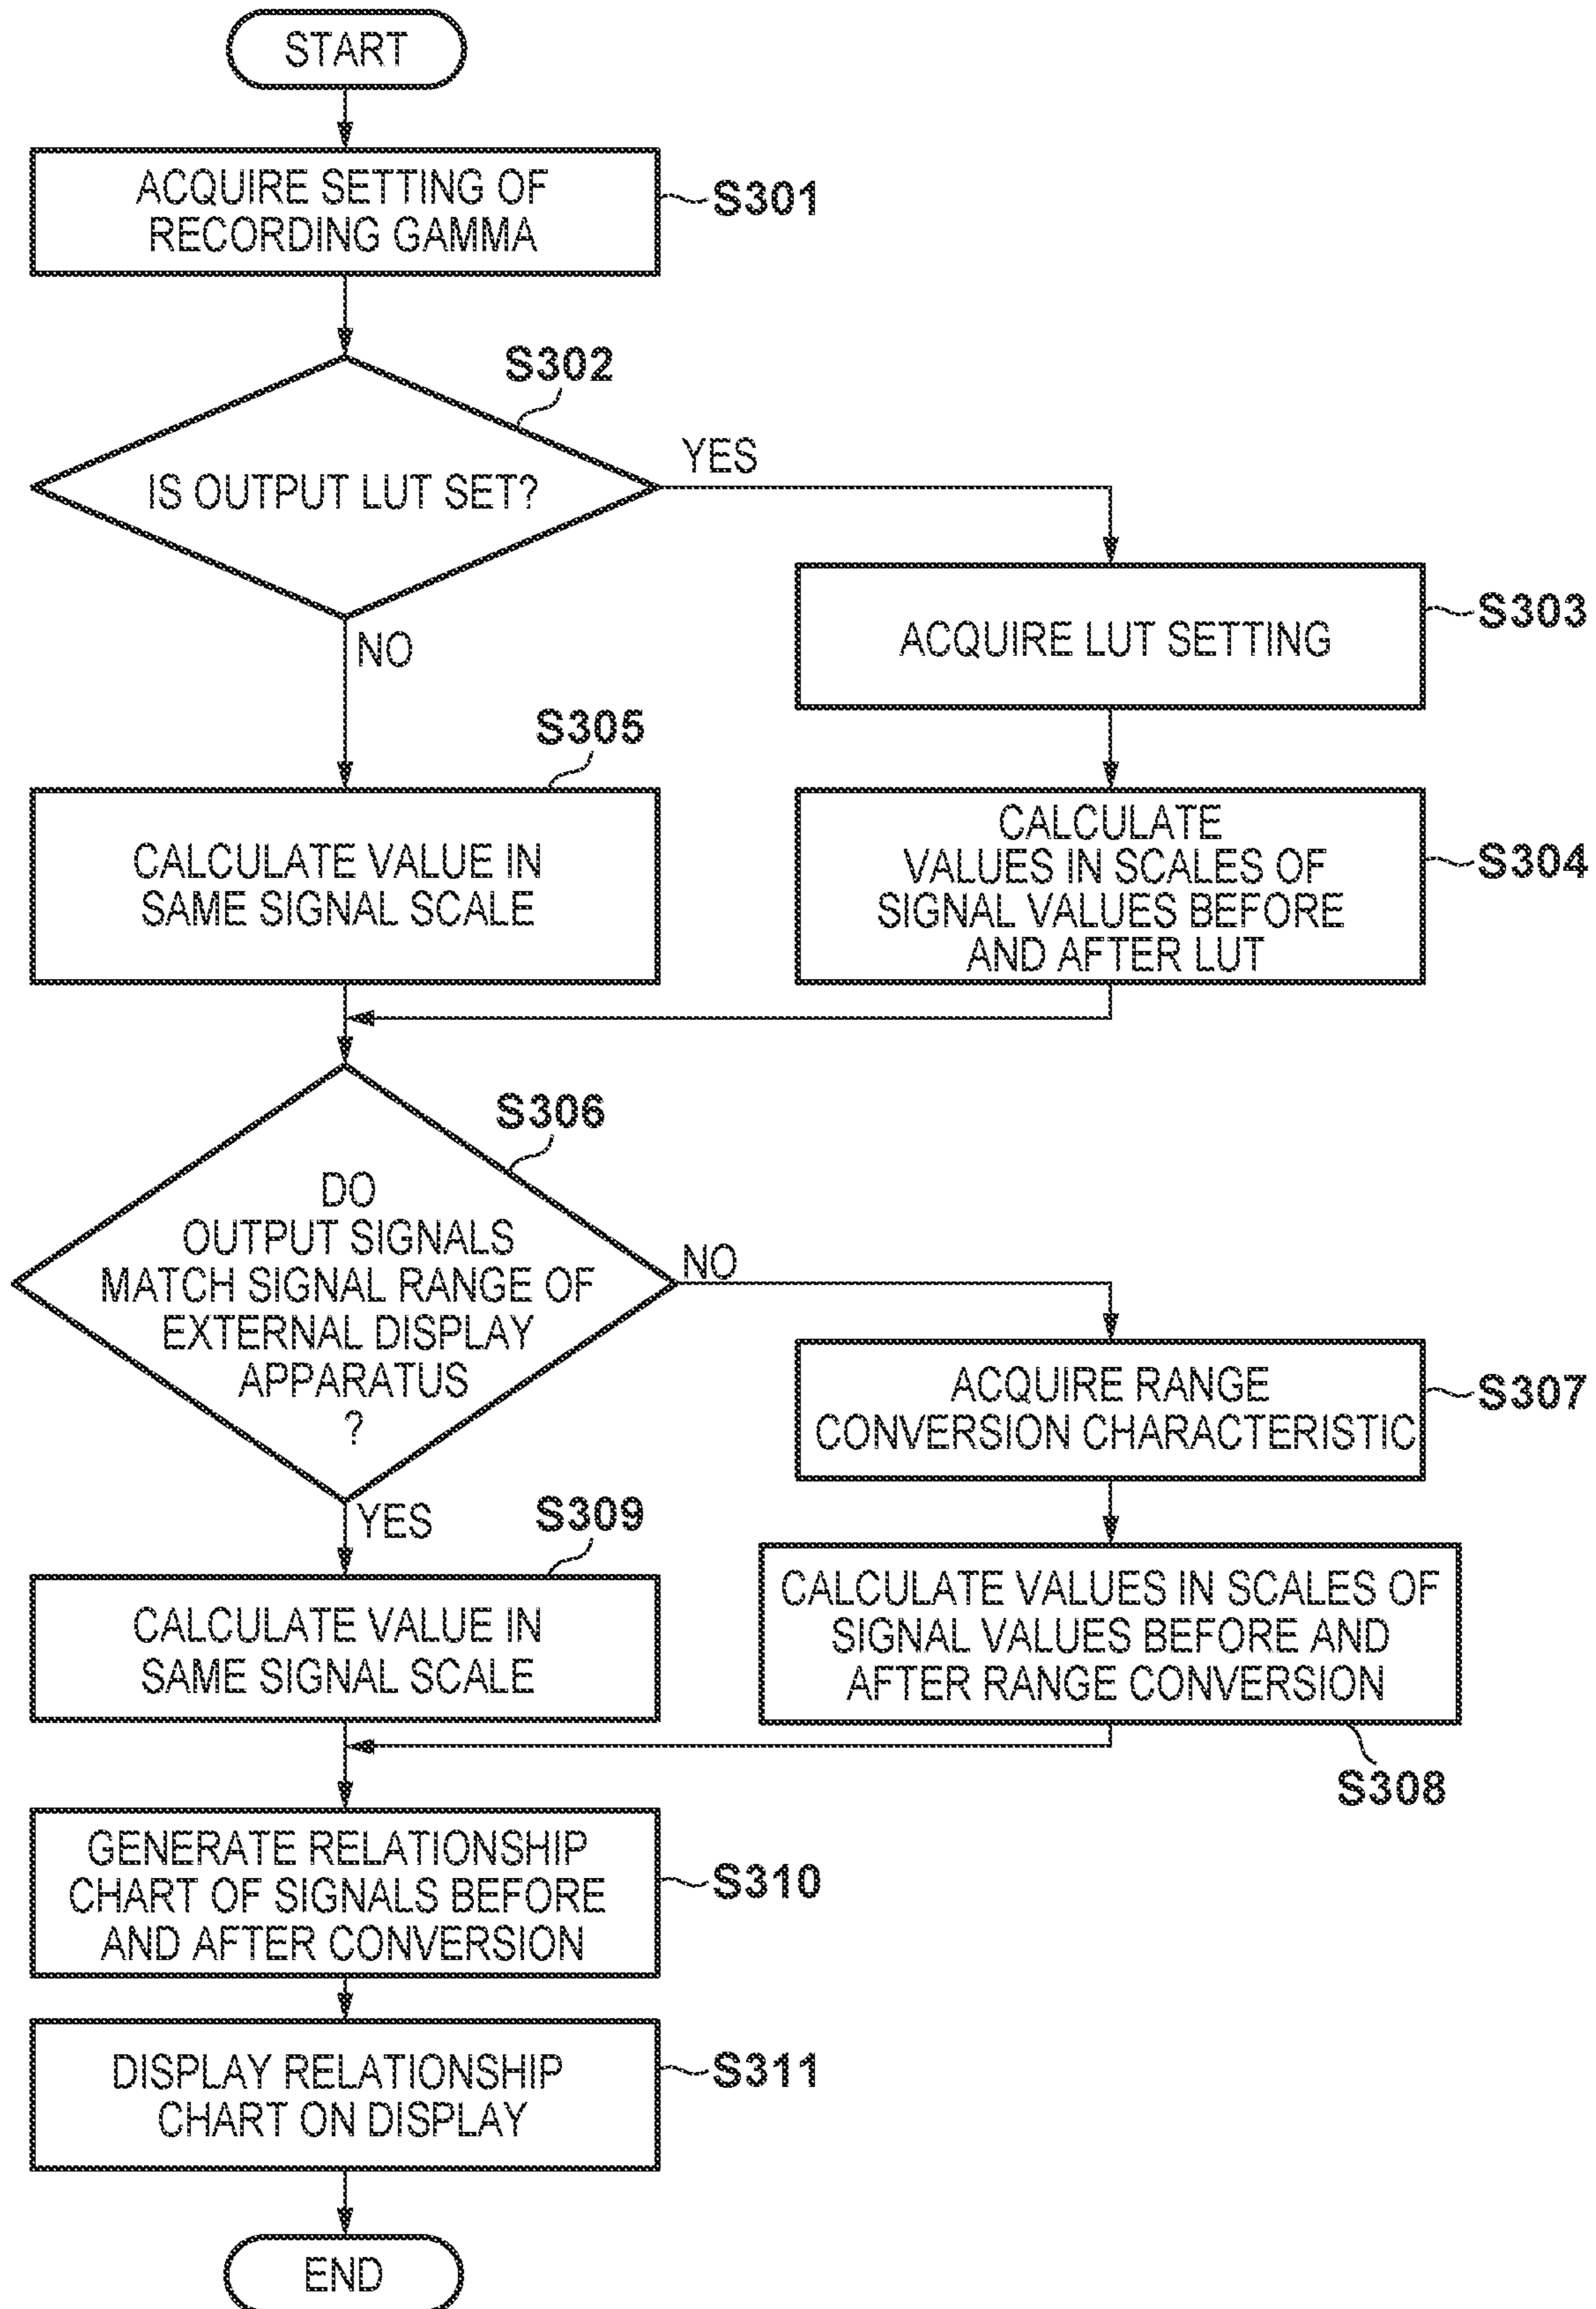 START
ACQUIRE SETTING OF
RECORDING GAMMA
S301
S302
IS OUTPUT LUT SET?
YES
NO
ACQUIRE LUT SETTING
S303
S305
CALCULATE VALUE IN
SAME SIGNAL SCALE
CALCULATE
VALUES IN SCALES OF
SIGNAL VALUES BEFORE
AND AFTER LUT
S304
S306
DO
OUTPUT SIGNALS
MATCH SIGNAL RANGE OF
EXTERNAL DISPLAY
APPARATUS
?
NO
YES
ACQUIRE RANGE
CONVERSION CHARACTERISTIC
S307
S309
CALCULATE VALUE IN
SAME SIGNAL SCALE
CALCULATE VALUES IN SCALES OF
SIGNAL VALUES BEFORE AND
AFTER RANGE CONVERSION
S308
GENERATE RELATIONSHIP
CHART OF SIGNALS BEFORE
AND AFTER CONVERSION
S310
DISPLAY RELATIONSHIP
CHART ON DISPLAY
S311
END